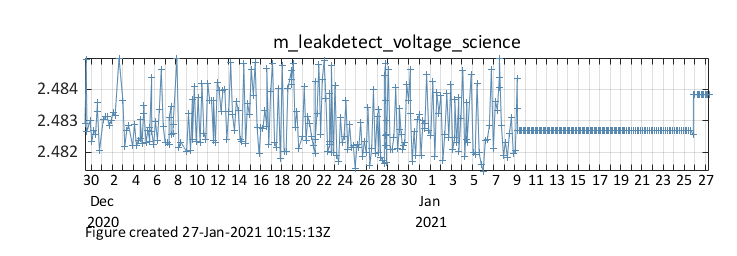 m_leakdetect_voltage_science
2.484
2.483
2.482
30 2 4 6 8 10 12 14 16 18 20 22 24 26 28 30 1 3 5 7 9 11 13 15 17 19 21 23 25 27
Dec Jan
2020 2021
Figure created 27-Jan-2021 10:15:13Z